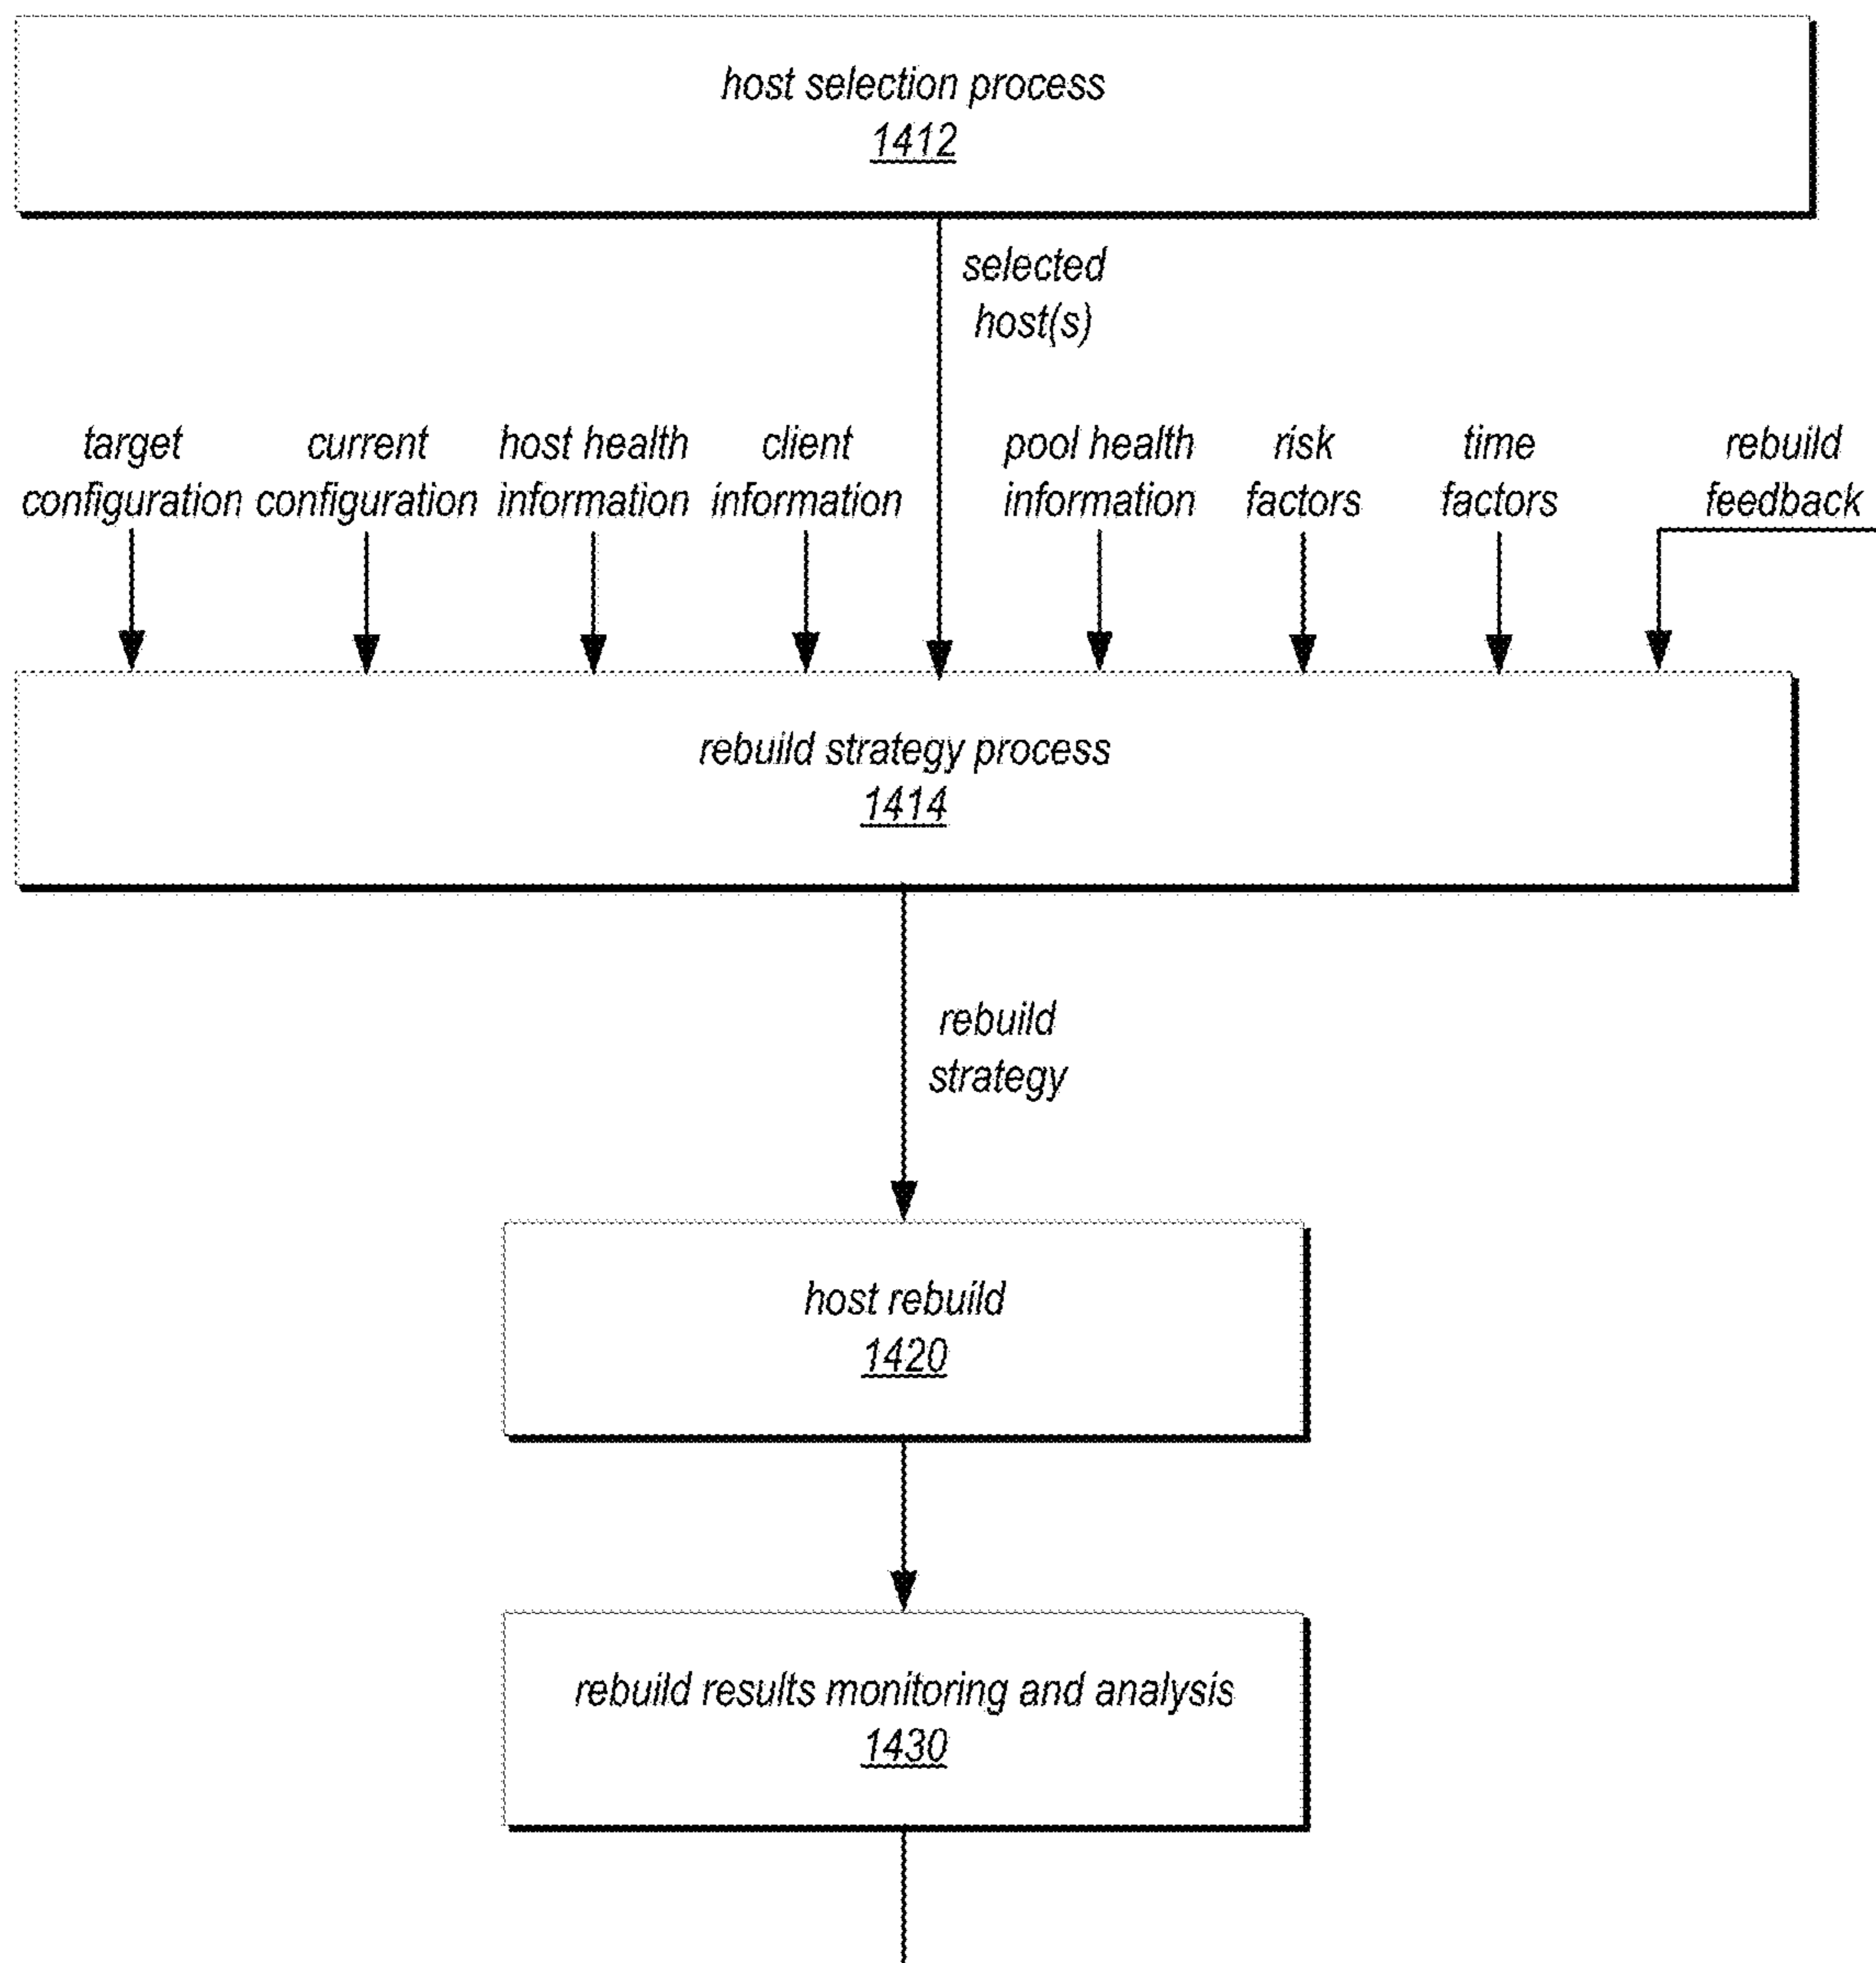 host selection process
1412
selected
host(s)
target
configuration
current
configuration
host health
information
client
information
pool health
information
risk
factors
time
factors
rebuild
feedback
rebuild strategy process
1414
rebuild
strategy
host rebuild
1420
rebuild results monitoring and analysis
1430